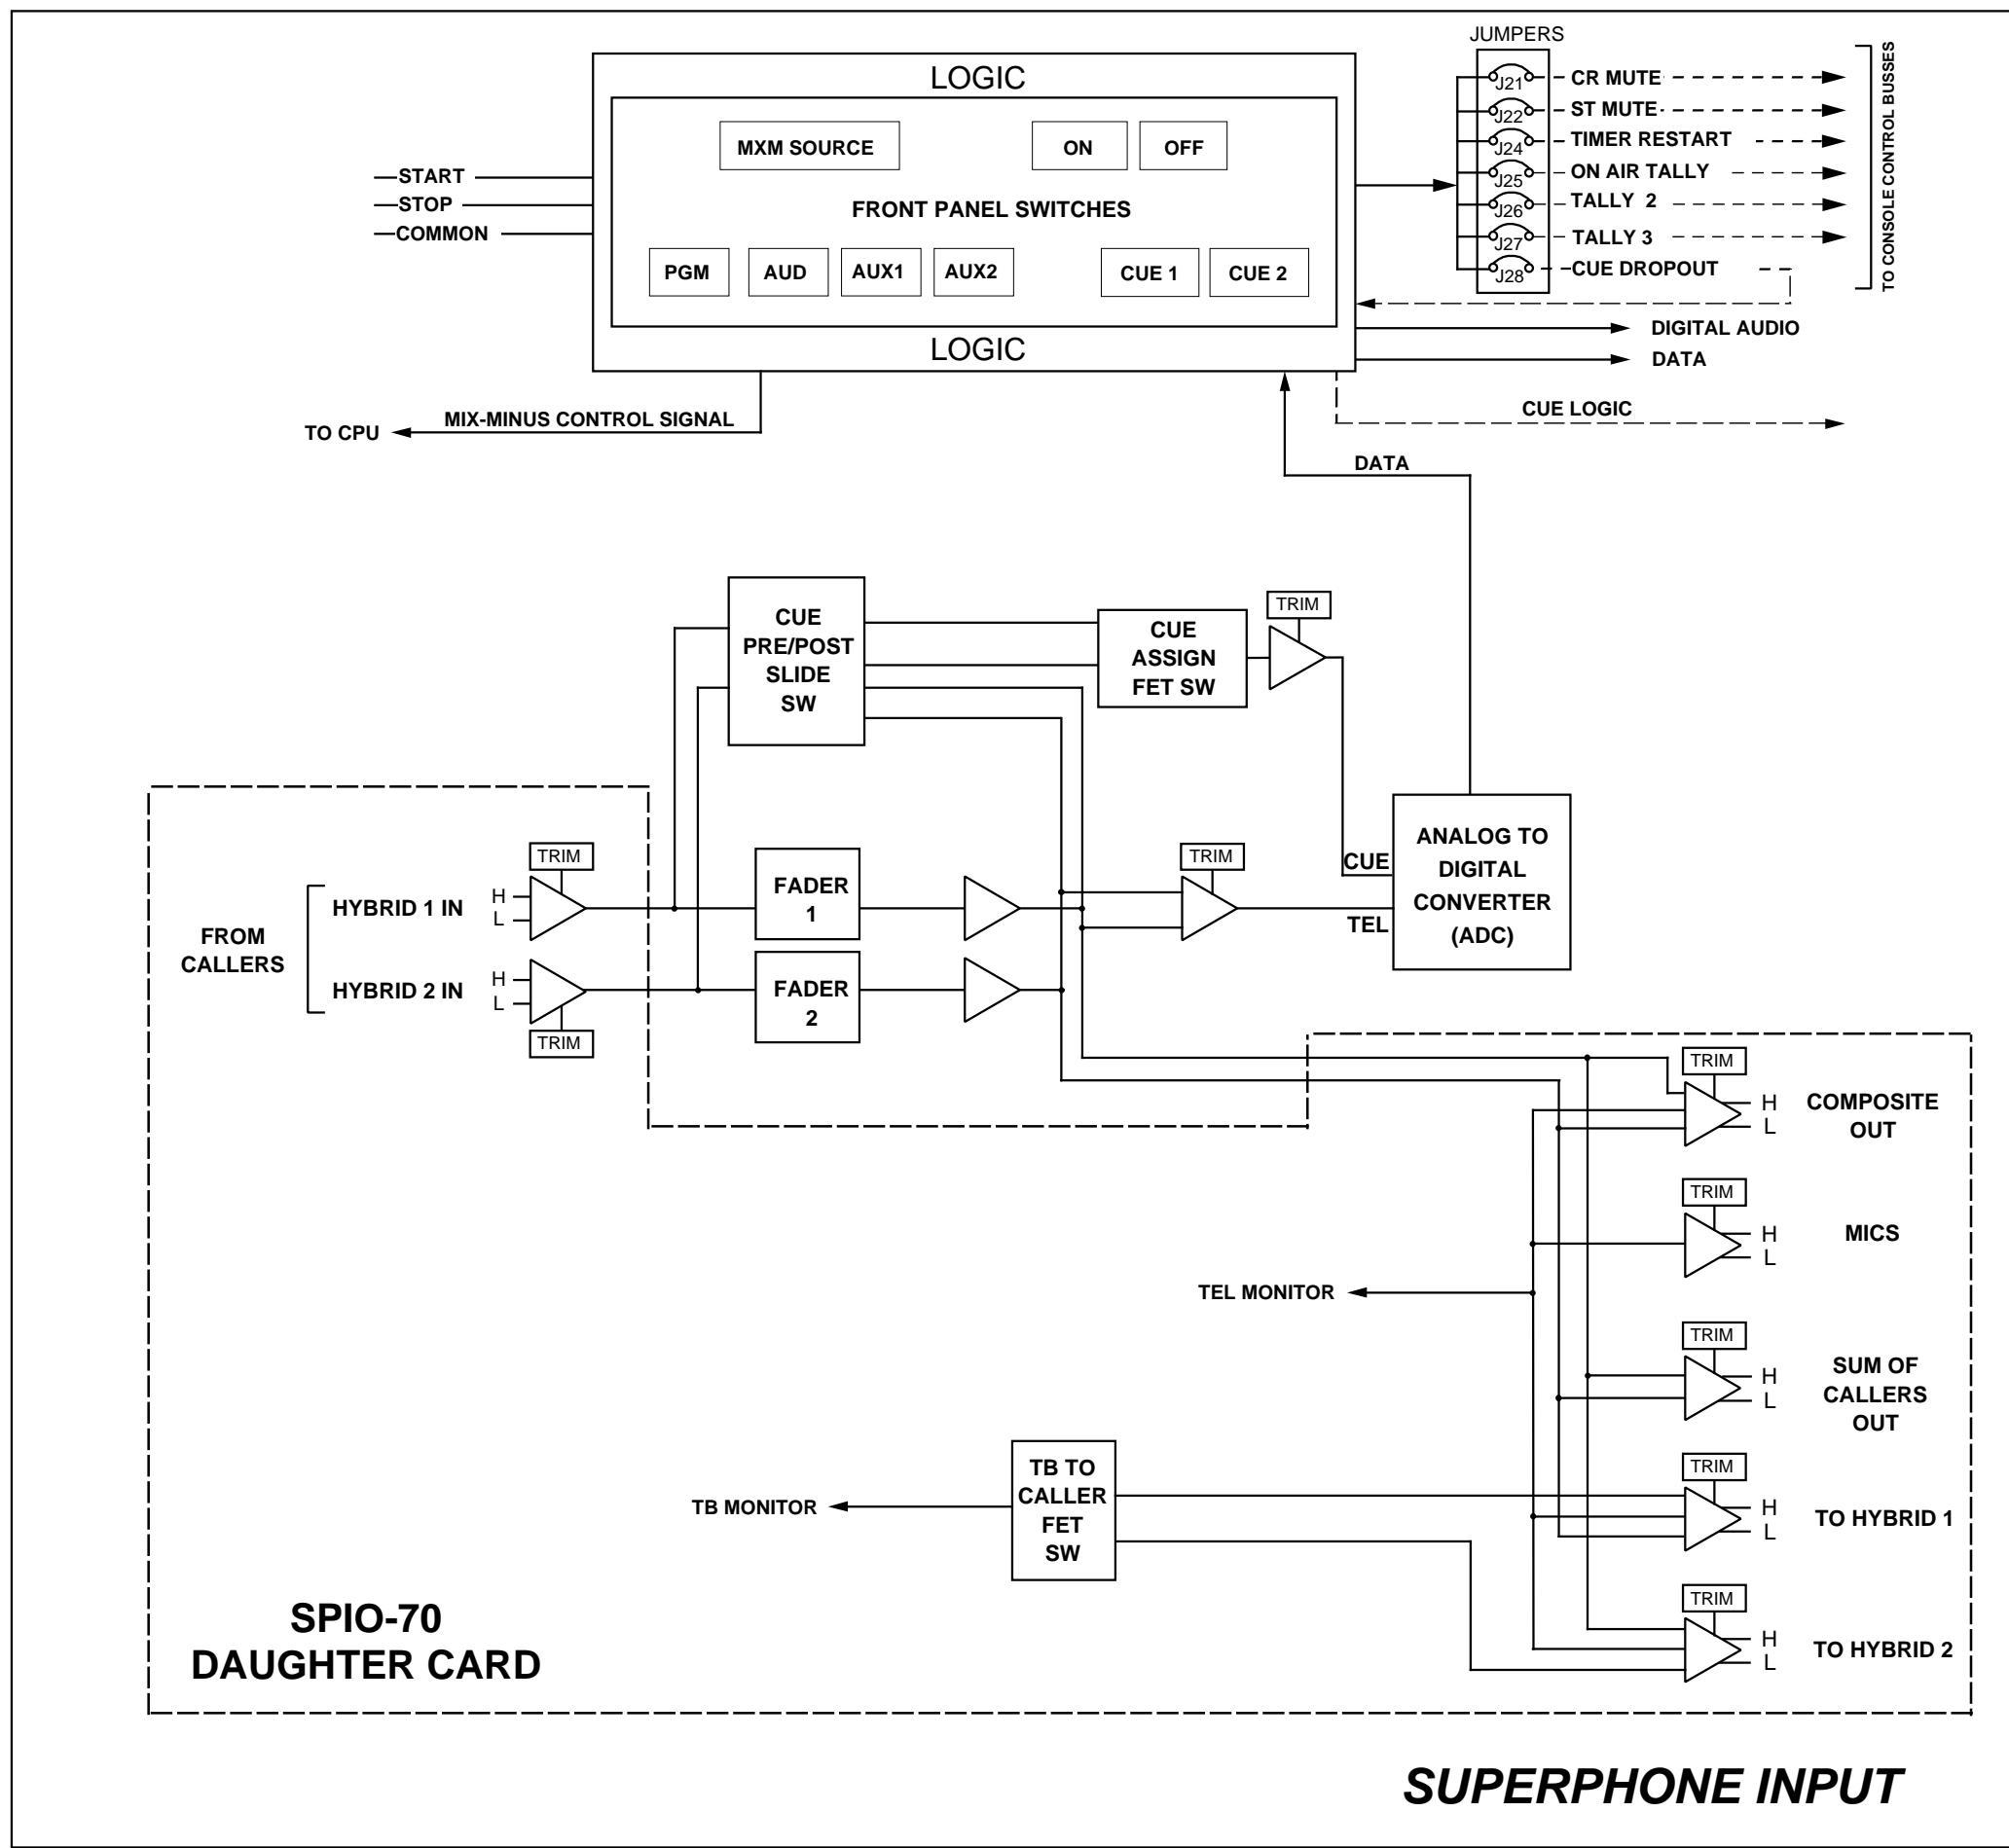 JUMPERS
LOGIC
MXM SOURCE
ON
OFF
FRONT PANEL SWITCHES
PGM
AUD
AUX1
AUX2
CUE 1
CUE 2
LOGIC
START
STOP
COMMON
J21
CR MUTE
J22
ST MUTE
J24
TIMER RESTART
J25
ON AIR TALLY
J26
TALLY 2
J27
TALLY 3
J28
CUE DROPOUT
TO CONSOLE CONTROL BUSSES
DIGITAL AUDIO
DATA
CUE LOGIC
TO CPU
MIX-MINUS CONTROL SIGNAL
DATA
CUE
PRE/POST
SLIDE
SW
CUE
ASSIGN
FET SW
TRIM
FROM
CALLERS
HYBRID 1 IN
H
L
TRIM
HYBRID 2 IN
H
L
TRIM
FADER
1
FADER
2
TRIM
CUE
TEL
ANALOG TO
DIGITAL
CONVERTER
(ADC)
TRIM
H
L
COMPOSITE
OUT
TRIM
H
L
MICS
TEL MONITOR
TRIM
H
L
SUM OF
CALLERS
OUT
TB MONITOR
TB TO
CALLER
FET
SW
TRIM
H
L
TO HYBRID 1
TRIM
H
L
TO HYBRID 2
SPIO-70
DAUGHTER CARD
SUPERPHONE INPUT